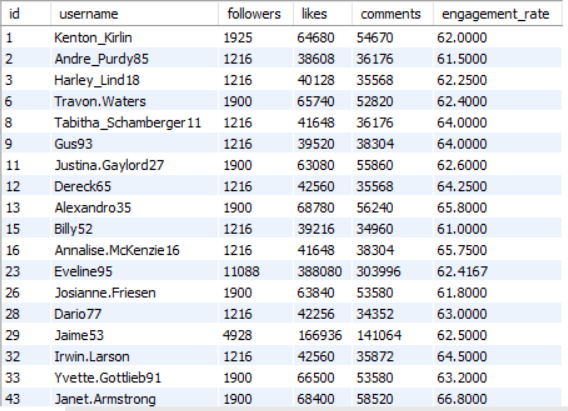 id username followers likes comments engagement_rate
1 Kenton_Kirlin 1925 64680 54670 62.0000
2 Andre_Purdy85 1216 38608 36176 61.5000
3 Harley_Lind18 1216 40128 35568 62.2500
6 Travon.Waters 1900 65740 52820 62.4000
8 Tabitha_Schamberger11 1216 41648 36176 64.0000
9 Gus93 1216 39520 38304 64.0000
11 Justina.Gaylord27 1900 63080 55860 62.6000
12 Dereck65 1216 42560 35568 64.2500
13 Alexandro35 1900 68780 56240 65.8000
15 Billy52 1216 39216 34960 61.0000
16 Annalise.McKenzie16 1216 41648 38304 65.7500
23 Eveline95 11088 388080 303996 62.4167
26 Josianne.Friesen 1900 63840 53580 61.8000
28 Dario77 1216 42256 34352 63.0000
29 Jaime53 4928 166936 141064 62.5000
32 Irwin.Larson 1216 42560 35872 64.5000
33 Yvette.Gottlieb91 1900 66500 53580 63.2000
43 Janet.Armstrong 1900 68400 58520 66.8000